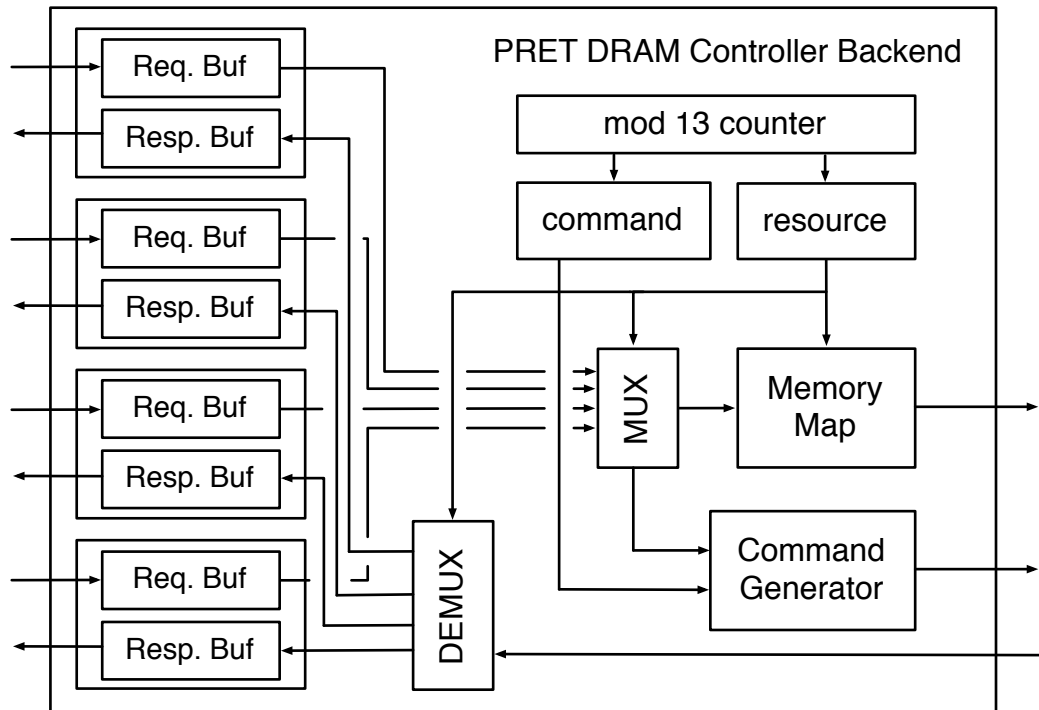 PRET DRAM Controller Backend
Req. Buf
Resp. Buf
Req. Buf
Resp. Buf
Req. Buf
Resp. Buf
Req. Buf
Resp. Buf
mod 13 counter
command
resource
MUX
Memory
Map
DEMUX
Command
Generator